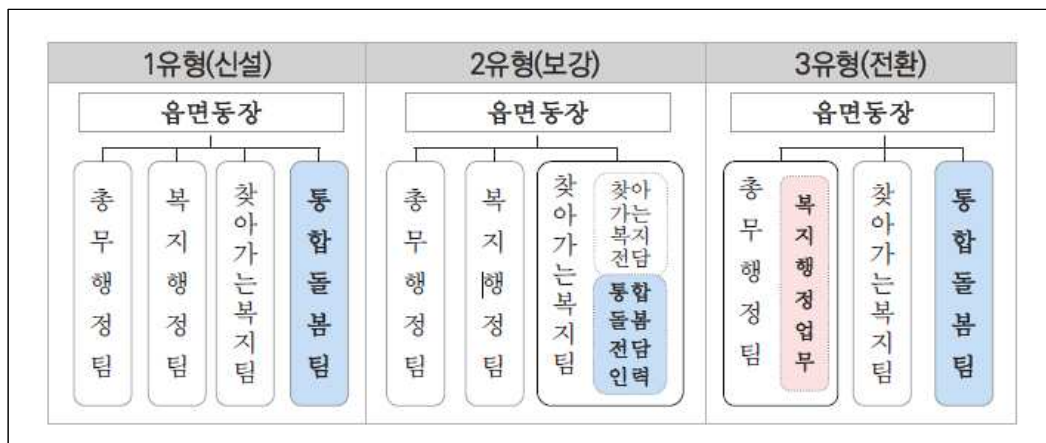 1유형(신설)
읍면동장
총무행정팀
복지행정팀
찾아가는복지팀
통합돌봄팀
2유형(보강)
읍면동장
총무행정팀
복지행정팀
찾아가는복지팀
찾아
가는
복지
전담
통합
돌봄
전담
인력
3유형(전환)
읍면동장
총무행정팀
복지행정업무
찾아가는복지팀
통합돌봄팀